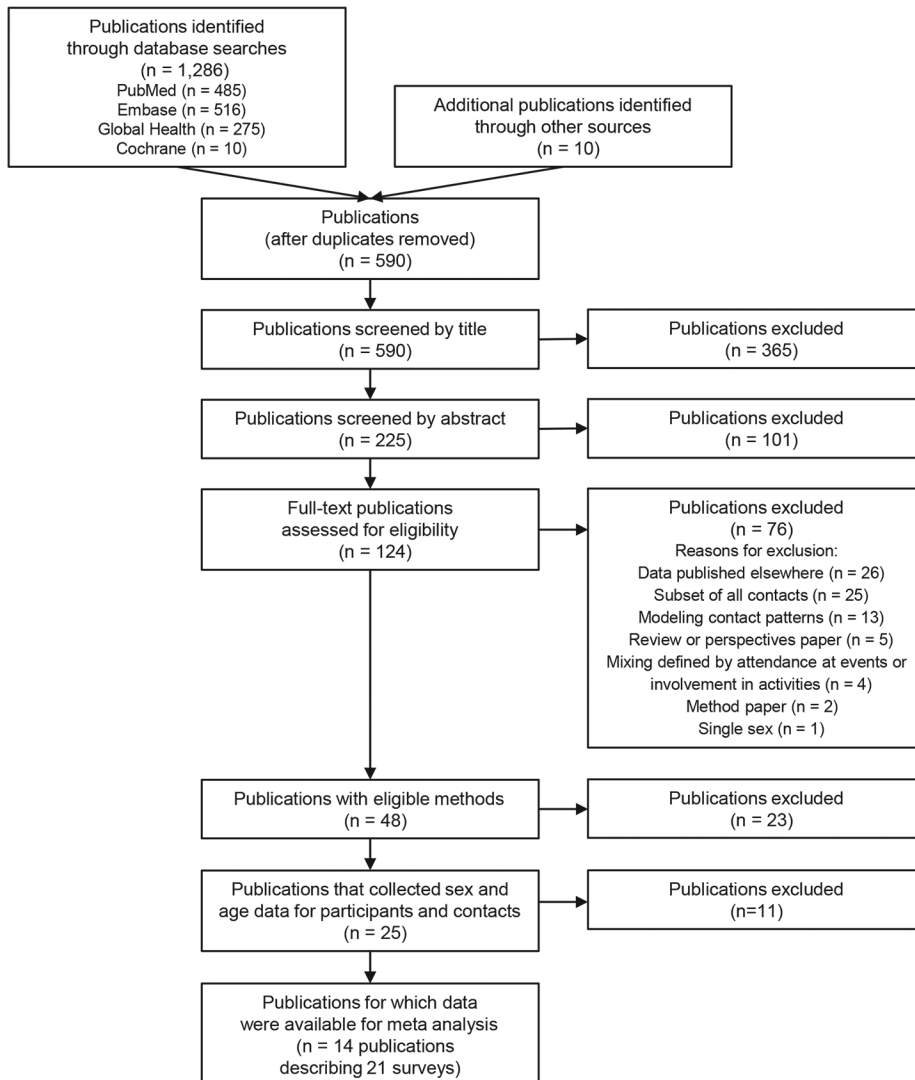 Publications identified
through database searches
(n = 1,286)
PubMed (n = 485)
Embase (n = 516)
Global Health (n = 275)
Cochrane (n = 10)
Additional publications identified
through other sources
(n = 10)
Publications
(after duplicates removed)
(n = 590)
Publications screened by title
(n = 590)
Publications excluded
(n = 365)
Publications screened by abstract
(n = 225)
Publications excluded
(n = 101)
Full-text publications
assessed for eligibility
(n = 124)
Publications excluded
(n = 76)
Reasons for exclusion:
Data published elsewhere (n = 26)
Subset of all contacts (n = 25)
Modeling contact patterns (n = 13)
Review or perspectives paper (n = 5)
Mixing defined by attendance at events or
involvement in activities (n = 4)
Method paper (n = 2)
Single sex (n = 1)
Publications with eligible methods
(n = 48)
Publications excluded
(n = 23)
Publications that collected sex and
age data for participants and contacts
(n = 25)
Publications excluded
(n=11)
Publications for which data
were available for meta analysis
(n = 14 publications
describing 21 surveys)